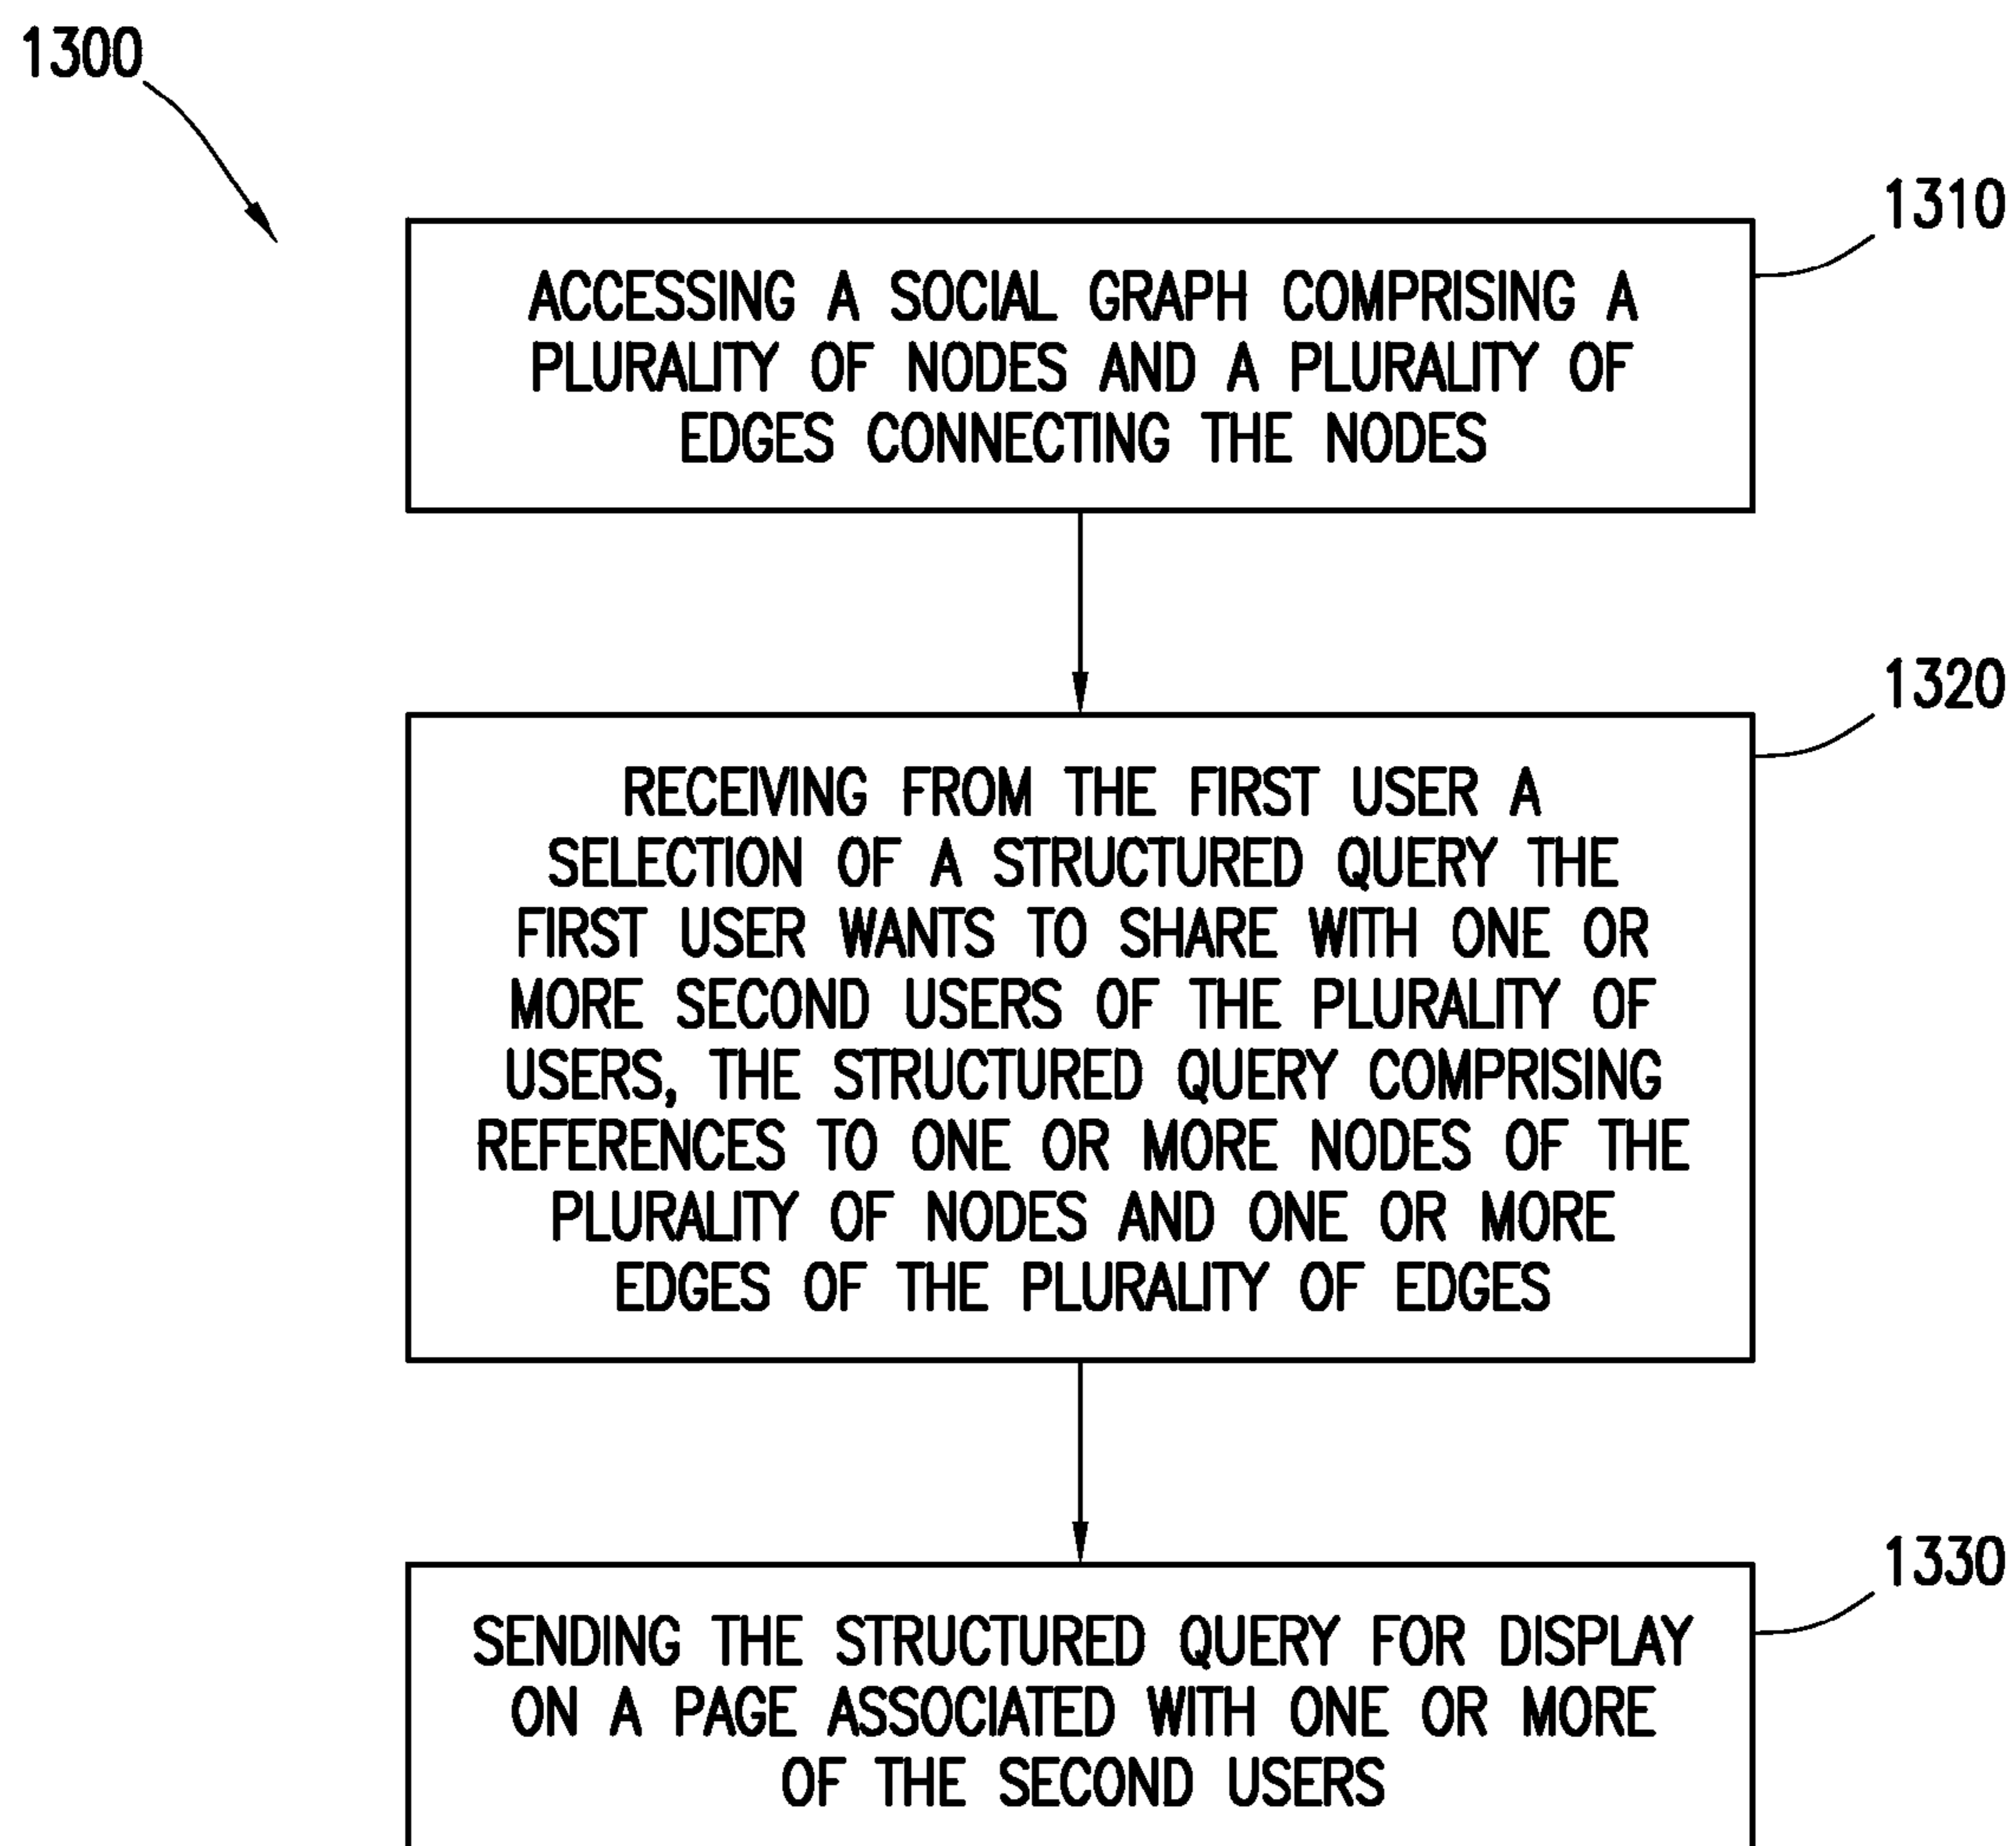 1300
1310
ACCESSING A SOCIAL GRAPH COMPRISING A
PLURALITY OF NODES AND A PLURALITY OF
EDGES CONNECTING THE NODES
1320
RECEIVING FROM THE FIRST USER A
SELECTION OF A STRUCTURED QUERY THE
FIRST USER WANTS TO SHARE WITH ONE OR
MORE SECOND USERS OF THE PLURALITY OF
USERS, THE STRUCTURED QUERY COMPRISING
REFERENCES TO ONE OR MORE NODES OF THE
PLURALITY OF NODES AND ONE OR MORE
EDGES OF THE PLURALITY OF EDGES
1330
SENDING THE STRUCTURED QUERY FOR DISPLAY
ON A PAGE ASSOCIATED WITH ONE OR MORE
OF THE SECOND USERS